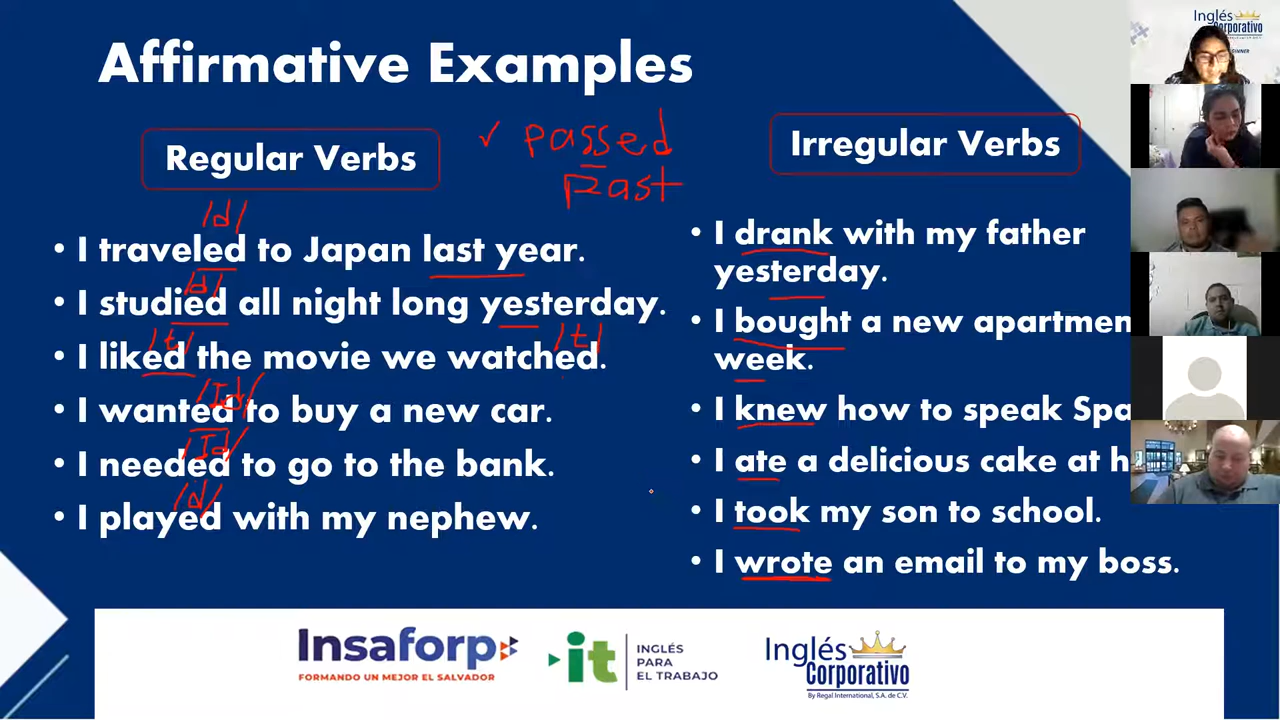 Affirmative Examples
Regular Verbs
✓ passed
past
/d/
• I traveled to Japan last year.
/d/
• I studied all night long yesterday.
/t/ /t/
• I liked the movie we watched.
/Id/
• I wanted to buy a new car.
/Id/
• I needed to go to the bank.
/d/
• I played with my nephew.
Irregular Verbs
• I drank with my father
yesterday.
• I bought a new apartmen
week.
• I knew how to speak Spa
• I ate a delicious cake at h
• I took my son to school.
• I wrote an email to my boss.
Insaforp
FORMANDO UN MEJOR EL SALVADOR
it
INGLÉS
PARA
EL TRABAJO
Inglés
Corporativo
By Regal International, S.A. de C.V.
Inglés
Corporativo